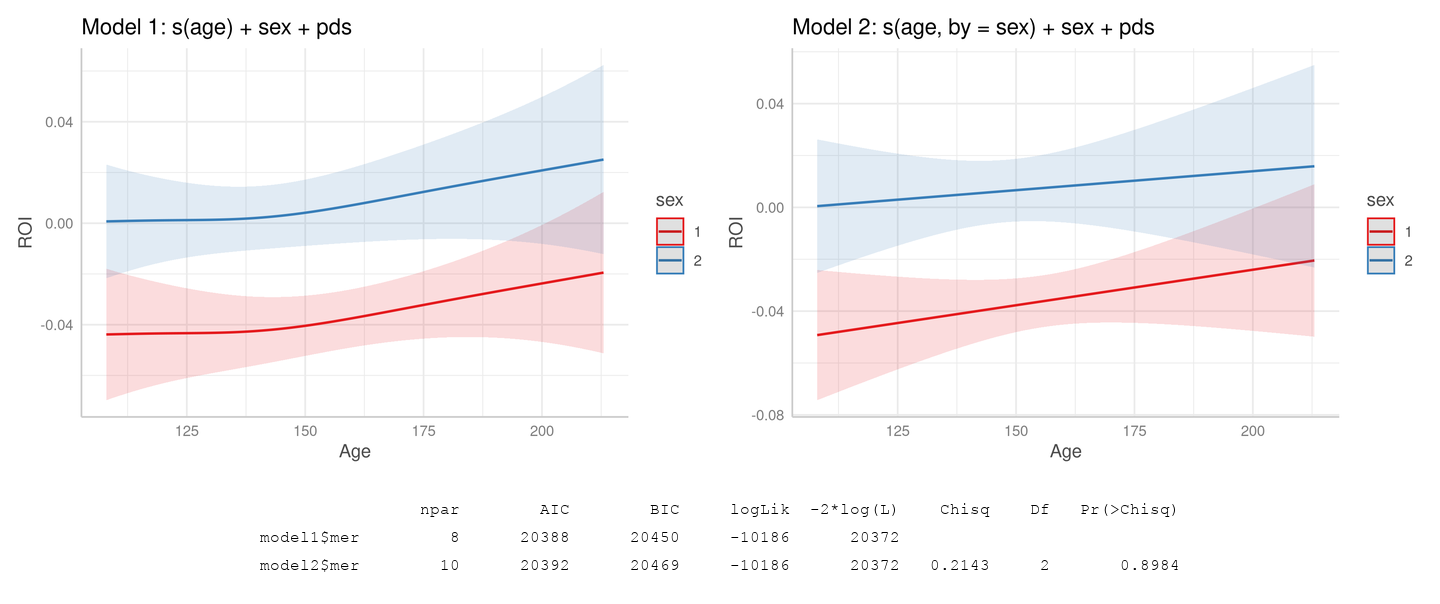 Model 1: s(age) + sex + pds
0.04
0.00
-0.04
ROI
125 150 175 200
Age
sex
1
2
Model 2: s(age, by = sex) + sex + pds
0.04
0.00
-0.04
-0.08
ROI
125 150 175 200
Age
sex
1
2
npar AIC BIC logLik -2*log(L) Chisq Df Pr(>Chisq)
model1$mer 8 20388 20450 -10186 20372
model2$mer 10 20392 20469 -10186 20372 0.2143 2 0.8984